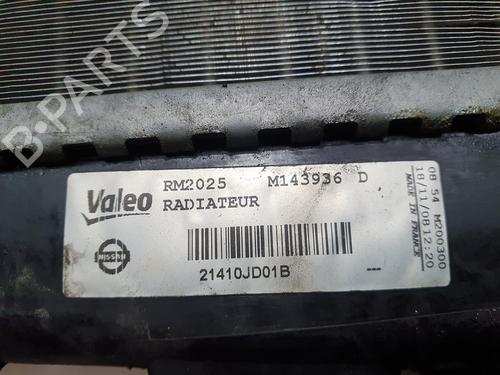 B-PARTS
Valeo
RM2025 M143936 D
RADIATEUR
NISSAN
21410JD01B
---
08 54 M200300
18/11/08 12:20
MADE IN FRANCE